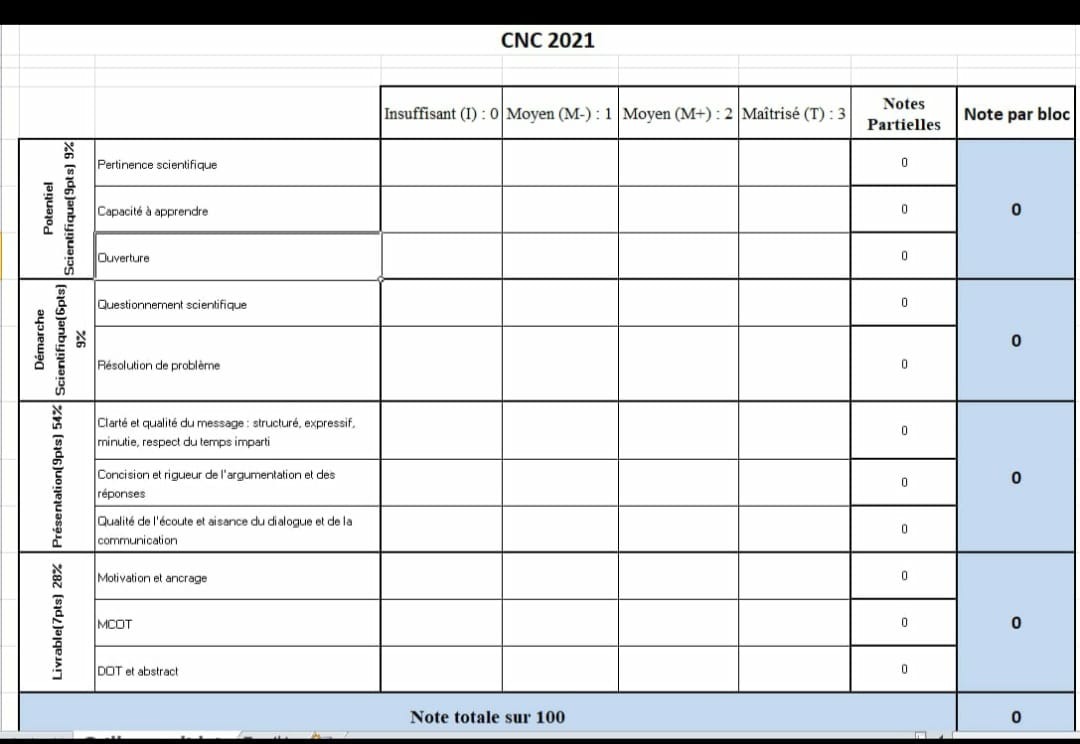 CNC 2021
Insuffisant (I) : 0
Moyen (M-) : 1
Moyen (M+) : 2
Maîtrisé (T) : 3
Notes
Partielles
Note par bloc
Potentiel
Scientifique(9pts) 9%
Pertinence scientifique
0
Capacité à apprendre
0
0
Ouverture
0
Démarche
Scientifique(6pts)
9%
Questionnement scientifique
0
0
Résolution de problème
0
Présentation(9pts) 54%
Clarté et qualité du message : structuré, expressif,
minutie, respect du temps imparti
0
Concision et rigueur de l'argumentation et des
réponses
0
0
Qualité de l'écoute et aisance du dialogue et de la
communication
0
Livrable(7pts) 28%
Motivation et ancrage
0
MCOT
0
0
DOT et abstract
0
Note totale sur 100
0